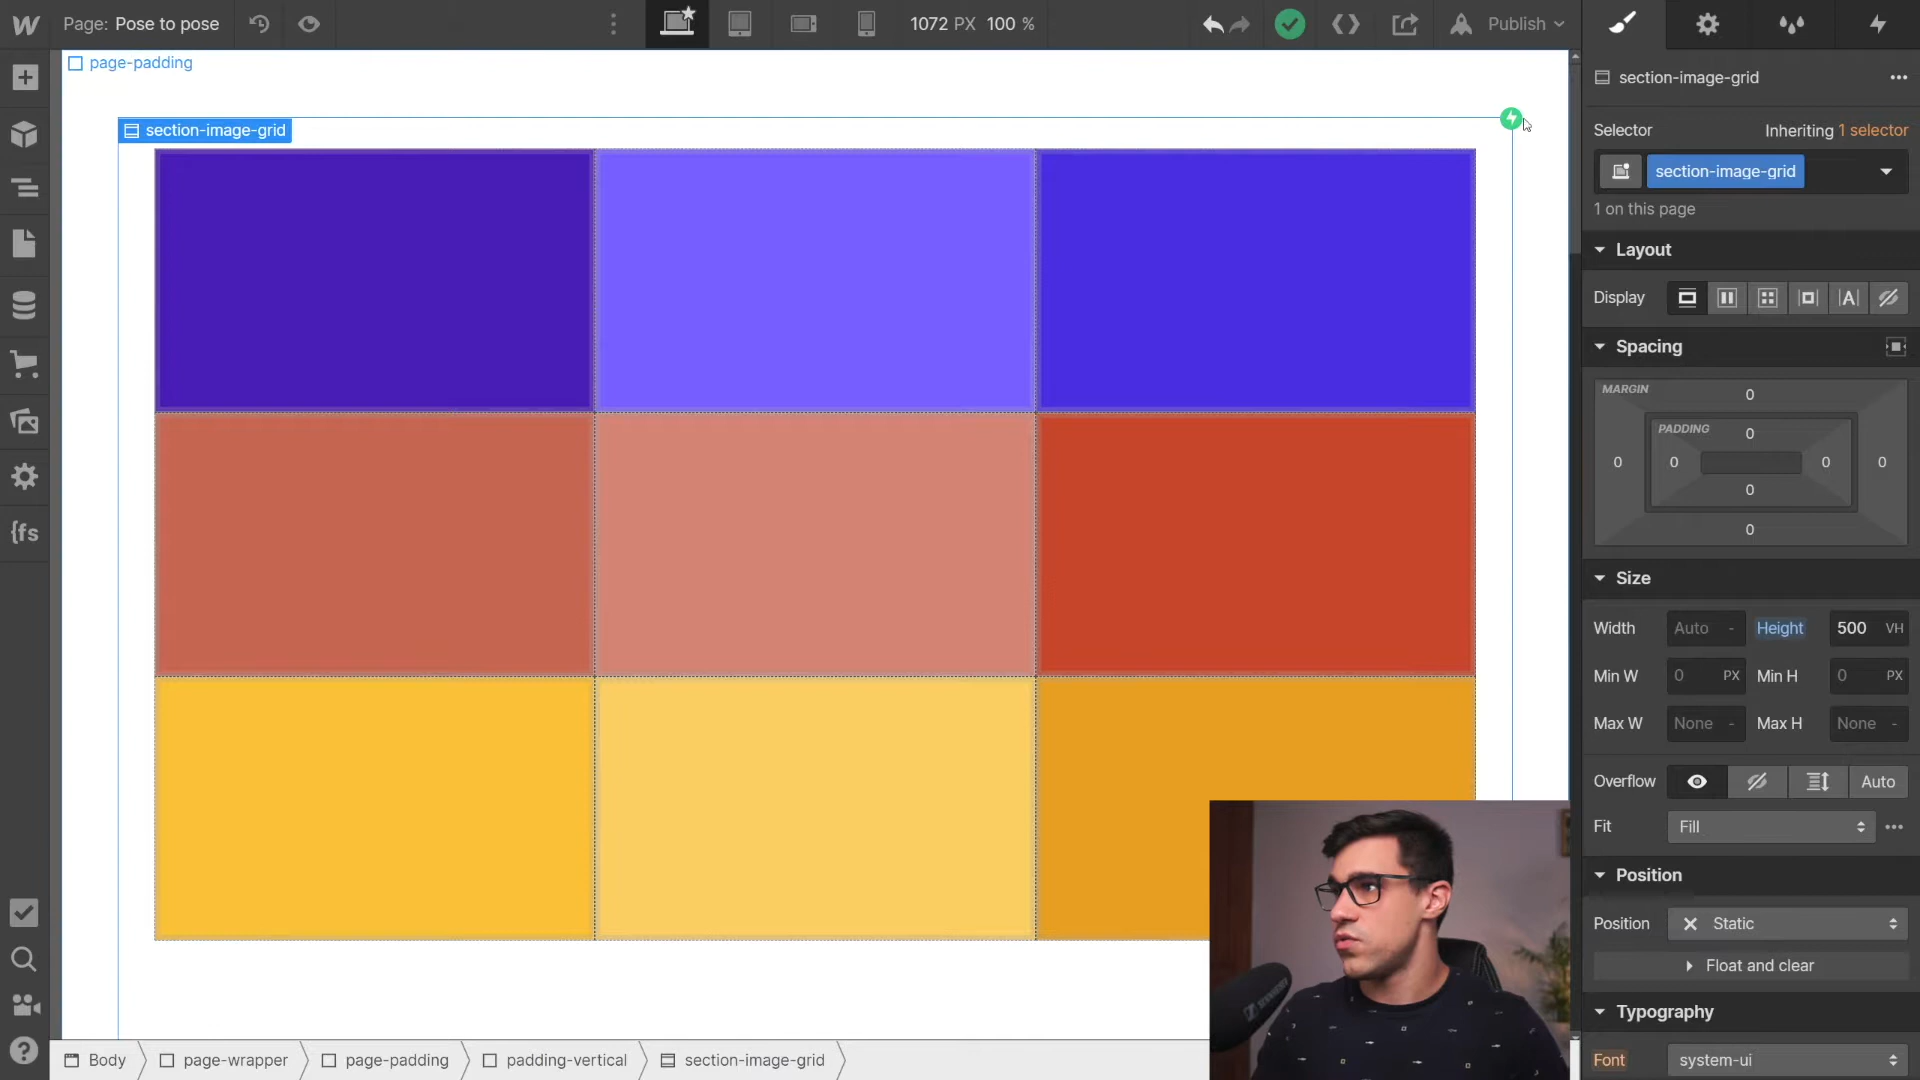 Page: Pose to pose
1072 PX 100 %
Publish
page-padding
section-image-grid
section-image-grid
Selector
Inheriting 1 selector
section-image-grid
1 on this page
Layout
Display
Spacing
MARGIN
0
PADDING
0
0 0 0 0
0
0
Size
Width Auto - Height 500 VH
Min W 0 PX Min H 0 PX
Max W None - Max H None -
Overflow Auto
Fit Fill
Position
Position Static
Float and clear
Typography
Font system-ui
{fs
Body page-wrapper page-padding padding-vertical section-image-grid